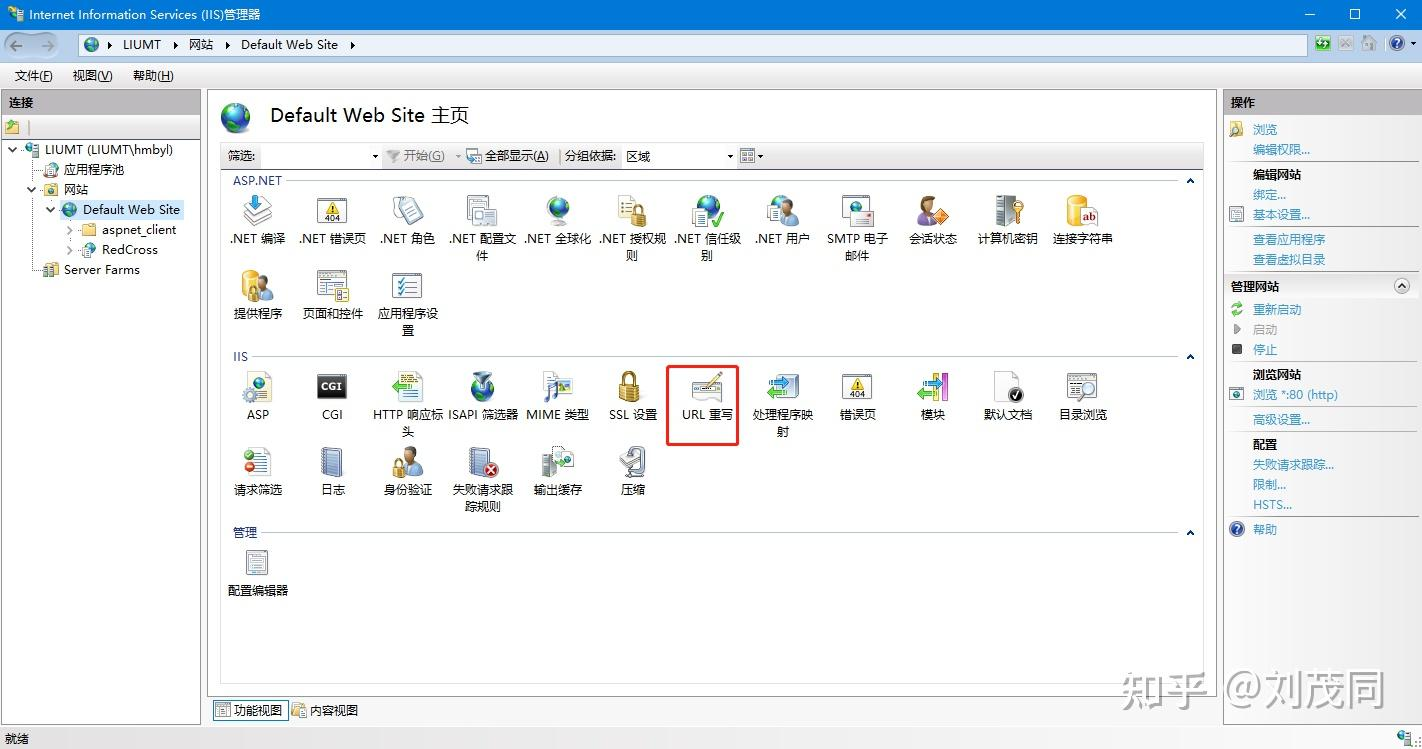 Internet Information Services (IIS)管理器
LIUMT
网站
Default Web Site
文件(F)
视图(V)
帮助(H)
连接
LIUMT (LIUMT\hmbyl)
应用程序池
网站
Default Web Site
aspnet_client
RedCross
Server Farms
Default Web Site 主页
筛选:
开始(G)
全部显示(A)
分组依据:
区域
ASP.NET
.NET 编译
.NET 错误页
404
.NET 角色
.NET 配置文
件
.NET 全球化
.NET 授权规
则
.NET 信任级
别
.NET 用户
SMTP 电子
邮件
会话状态
计算机密钥
ab
连接字符串
提供程序
页面和控件
应用程序设
置
IIS
ASP
CGI
CGI
HTTP 响应标
头
ISAPI 筛选器
MIME 类型
SSL 设置
URL 重写
处理程序映
射
404
错误页
模块
默认文档
目录浏览
请求筛选
日志
身份验证
失败请求跟
踪规则
输出缓存
压缩
管理
配置编辑器
功能视图
内容视图
操作
浏览
编辑权限...
编辑网站
绑定...
基本设置...
查看应用程序
查看虚拟目录
管理网站
重新启动
启动
停止
浏览网站
浏览 *:80 (http)
高级设置...
配置
失败请求跟踪...
限制...
HSTS...
帮助
知乎 @刘茂同
就绪